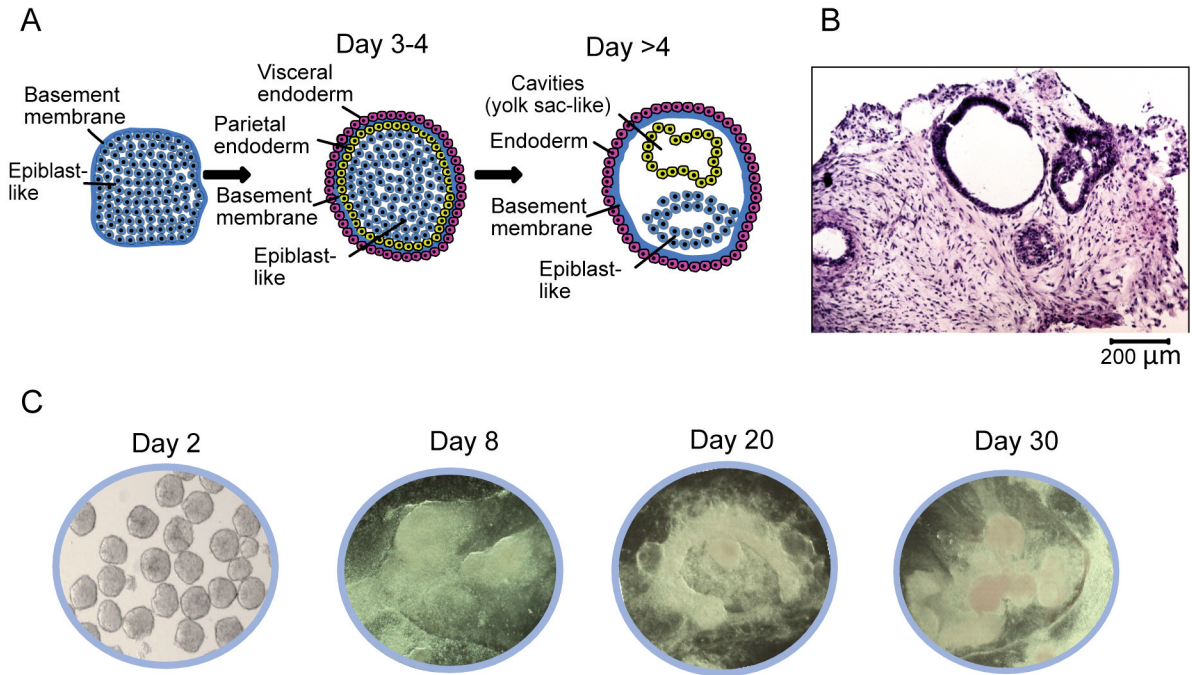 A
Day 3-4
Day >4
Basement
membrane
Epiblast-
like
Visceral
endoderm
Parietal
endoderm
Basement
membrane
Epiblast-
like
Cavities
(yolk sac-like)
Endoderm
Basement
membrane
Epiblast-
like
B
200 µm
C
Day 2
Day 8
Day 20
Day 30